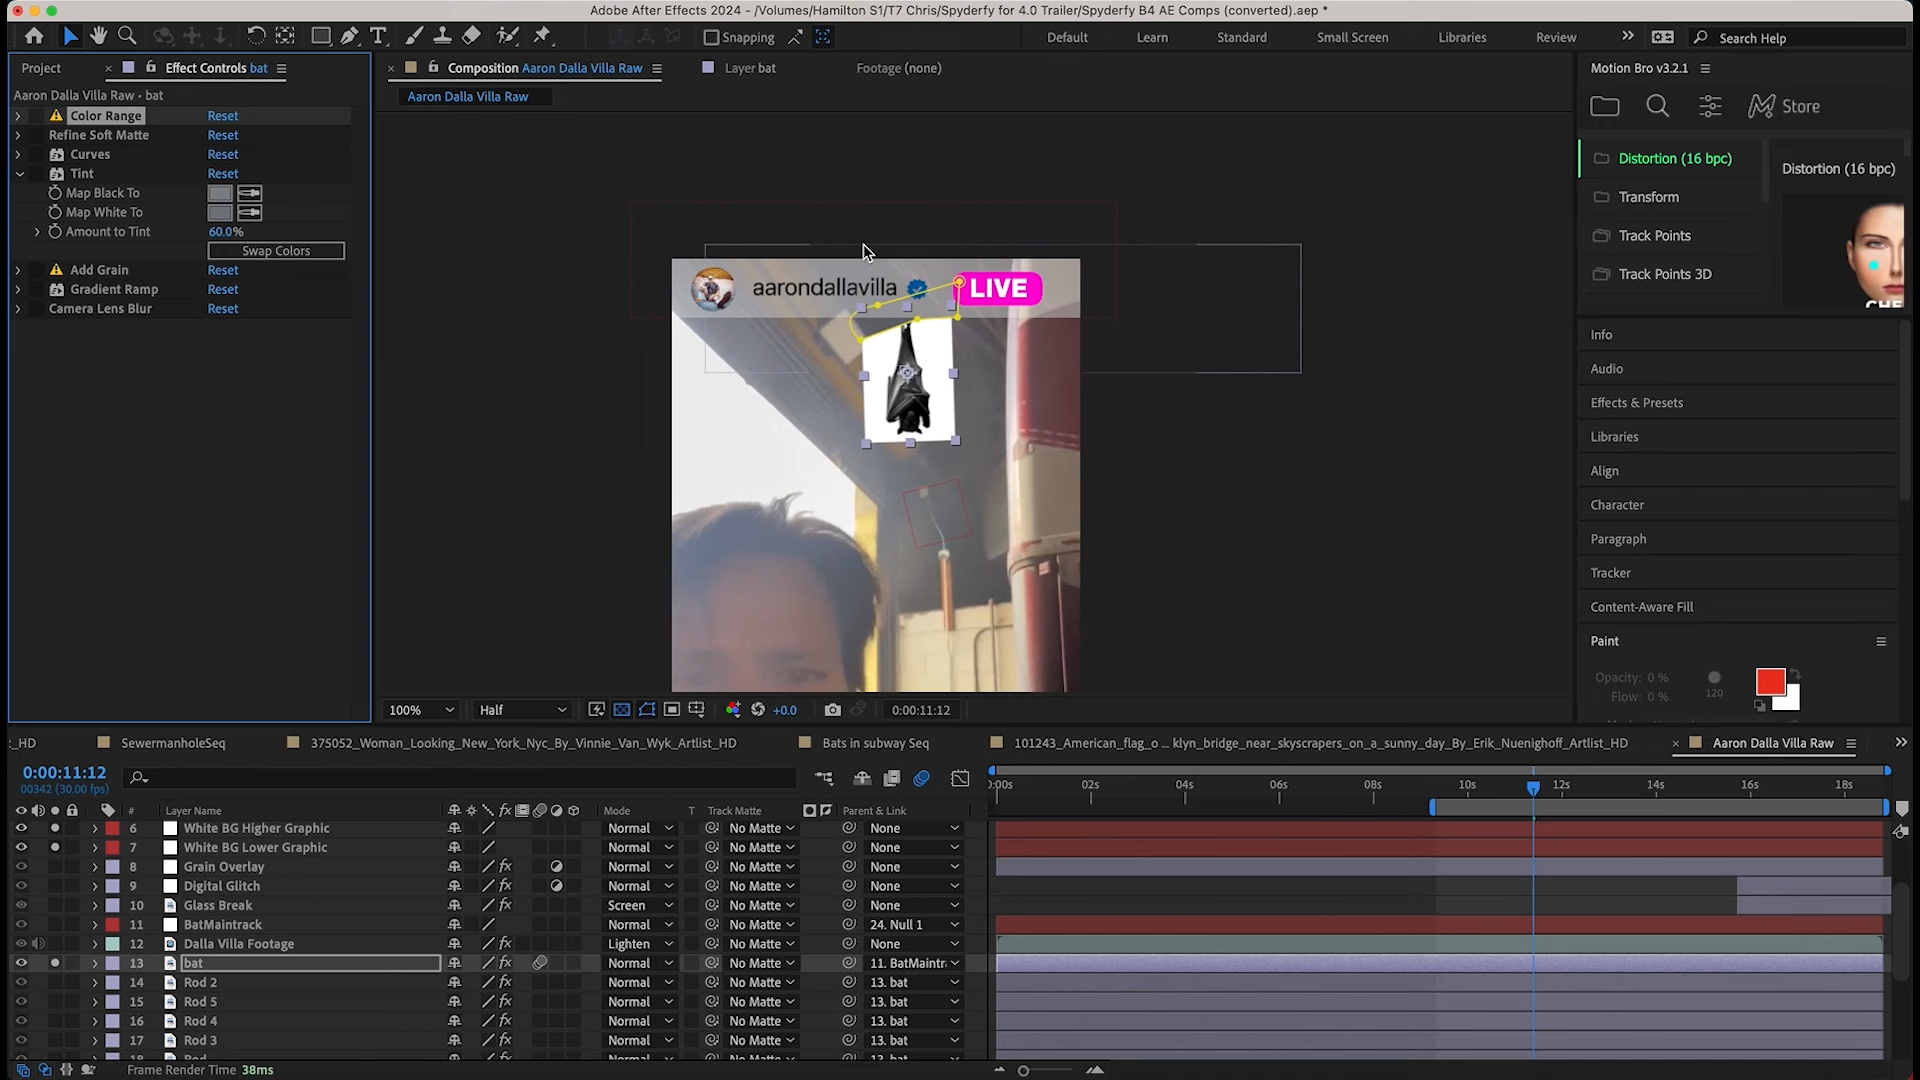 Adobe After Effects 2024 - /Volumes/Hamilton S1/T7 Chris/Spyderfy for 4.0 Trailer/Spyderfy B4 AE Comps (converted).aep *
Snapping
Default
Learn
Standard
Small Screen
Libraries
Review
Search Help
Project
Effect Controls bat
Composition Aaron Dalla Villa Raw
Layer bat
Footage (none)
Motion Bro v3.2.1
Aaron Dalla Villa Raw • bat
Aaron Dalla Villa Raw
Color Range Reset
Refine Soft Matte Reset
Curves Reset
Tint Reset
Map Black To
Map White To
Amount to Tint 60.0%
Swap Colors
Add Grain Reset
Gradient Ramp Reset
Camera Lens Blur Reset
aarondallavilla
LIVE
Store
Distortion (16 bpc)
Distortion (16 bpc)
Transform
Track Points
Track Points 3D
CHE
Info
Audio
Effects & Presets
Libraries
Align
Character
Paragraph
Tracker
Content-Aware Fill
Paint
Opacity: 0 %
Flow: 0 %
120
100%
Half
+0.0
0:00:11:12
:_HD
SewermanholeSeq
375052_Woman_Looking_New_York_Nyc_By_Vinnie_Van_Wyk_Artlist_HD
Bats in subway Seq
101243_American_flag_o ... klyn_bridge_near_skyscrapers_on_a_sunny_day_By_Erik_Nuenighoff_Artlist_HD
Aaron Dalla Villa Raw
0:00:11:12
00342 (30.00 fps)
0:00s 02s 04s 06s 08s 10s 12s 14s 16s 18s
# Layer Name Mode T Track Matte Parent & Link
6 White BG Higher Graphic Normal No Matte None
7 White BG Lower Graphic Normal No Matte None
8 Grain Overlay Normal No Matte None
9 Digital Glitch Normal No Matte None
10 Glass Break Screen No Matte None
11 BatMaintrack Normal No Matte 24. Null 1
12 Dalla Villa Footage Lighten No Matte None
13 bat Normal No Matte 11. BatMaintr
14 Rod 2 Normal No Matte 13. bat
15 Rod 5 Normal No Matte 13. bat
16 Rod 4 Normal No Matte 13. bat
17 Rod 3 Normal No Matte 13. bat
Frame Render Time 38ms